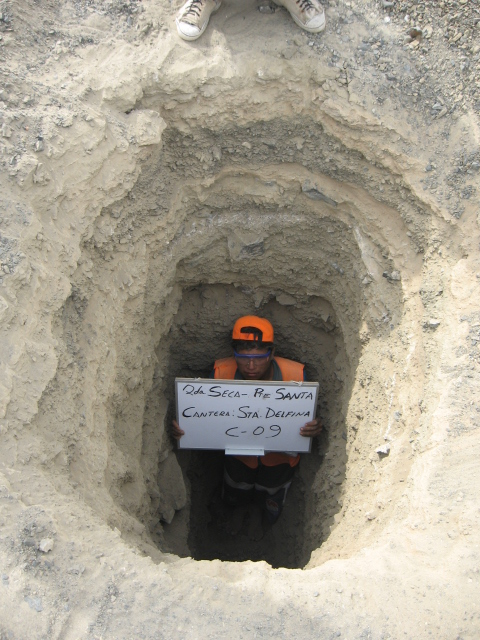 2da SECA - Pte SANTA
CANTERA: STA. DELFINA
C-09